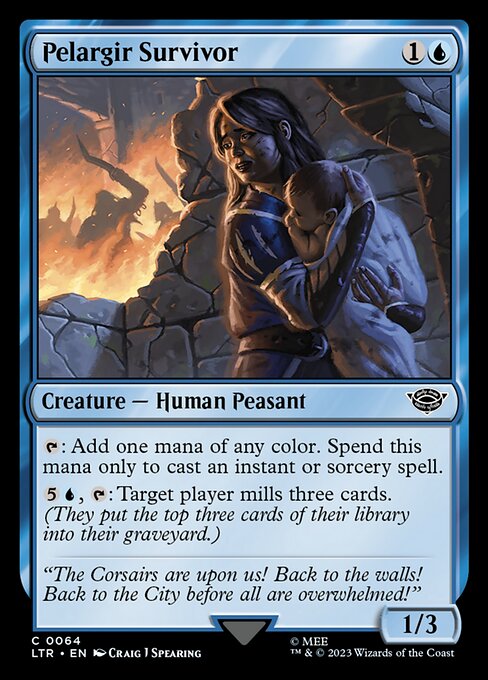 Pelargir Survivor 1
Creature — Human Peasant
: Add one mana of any color. Spend this
mana only to cast an instant or sorcery spell.
5 , : Target player mills three cards.
(They put the top three cards of their library
into their graveyard.)
“The Corsairs are upon us! Back to the walls!
Back to the City before all are overwhelmed!”
1/3
C 0064
LTR • EN Craig J Spearing
© MEE
™ & © 2023 Wizards of the Coast